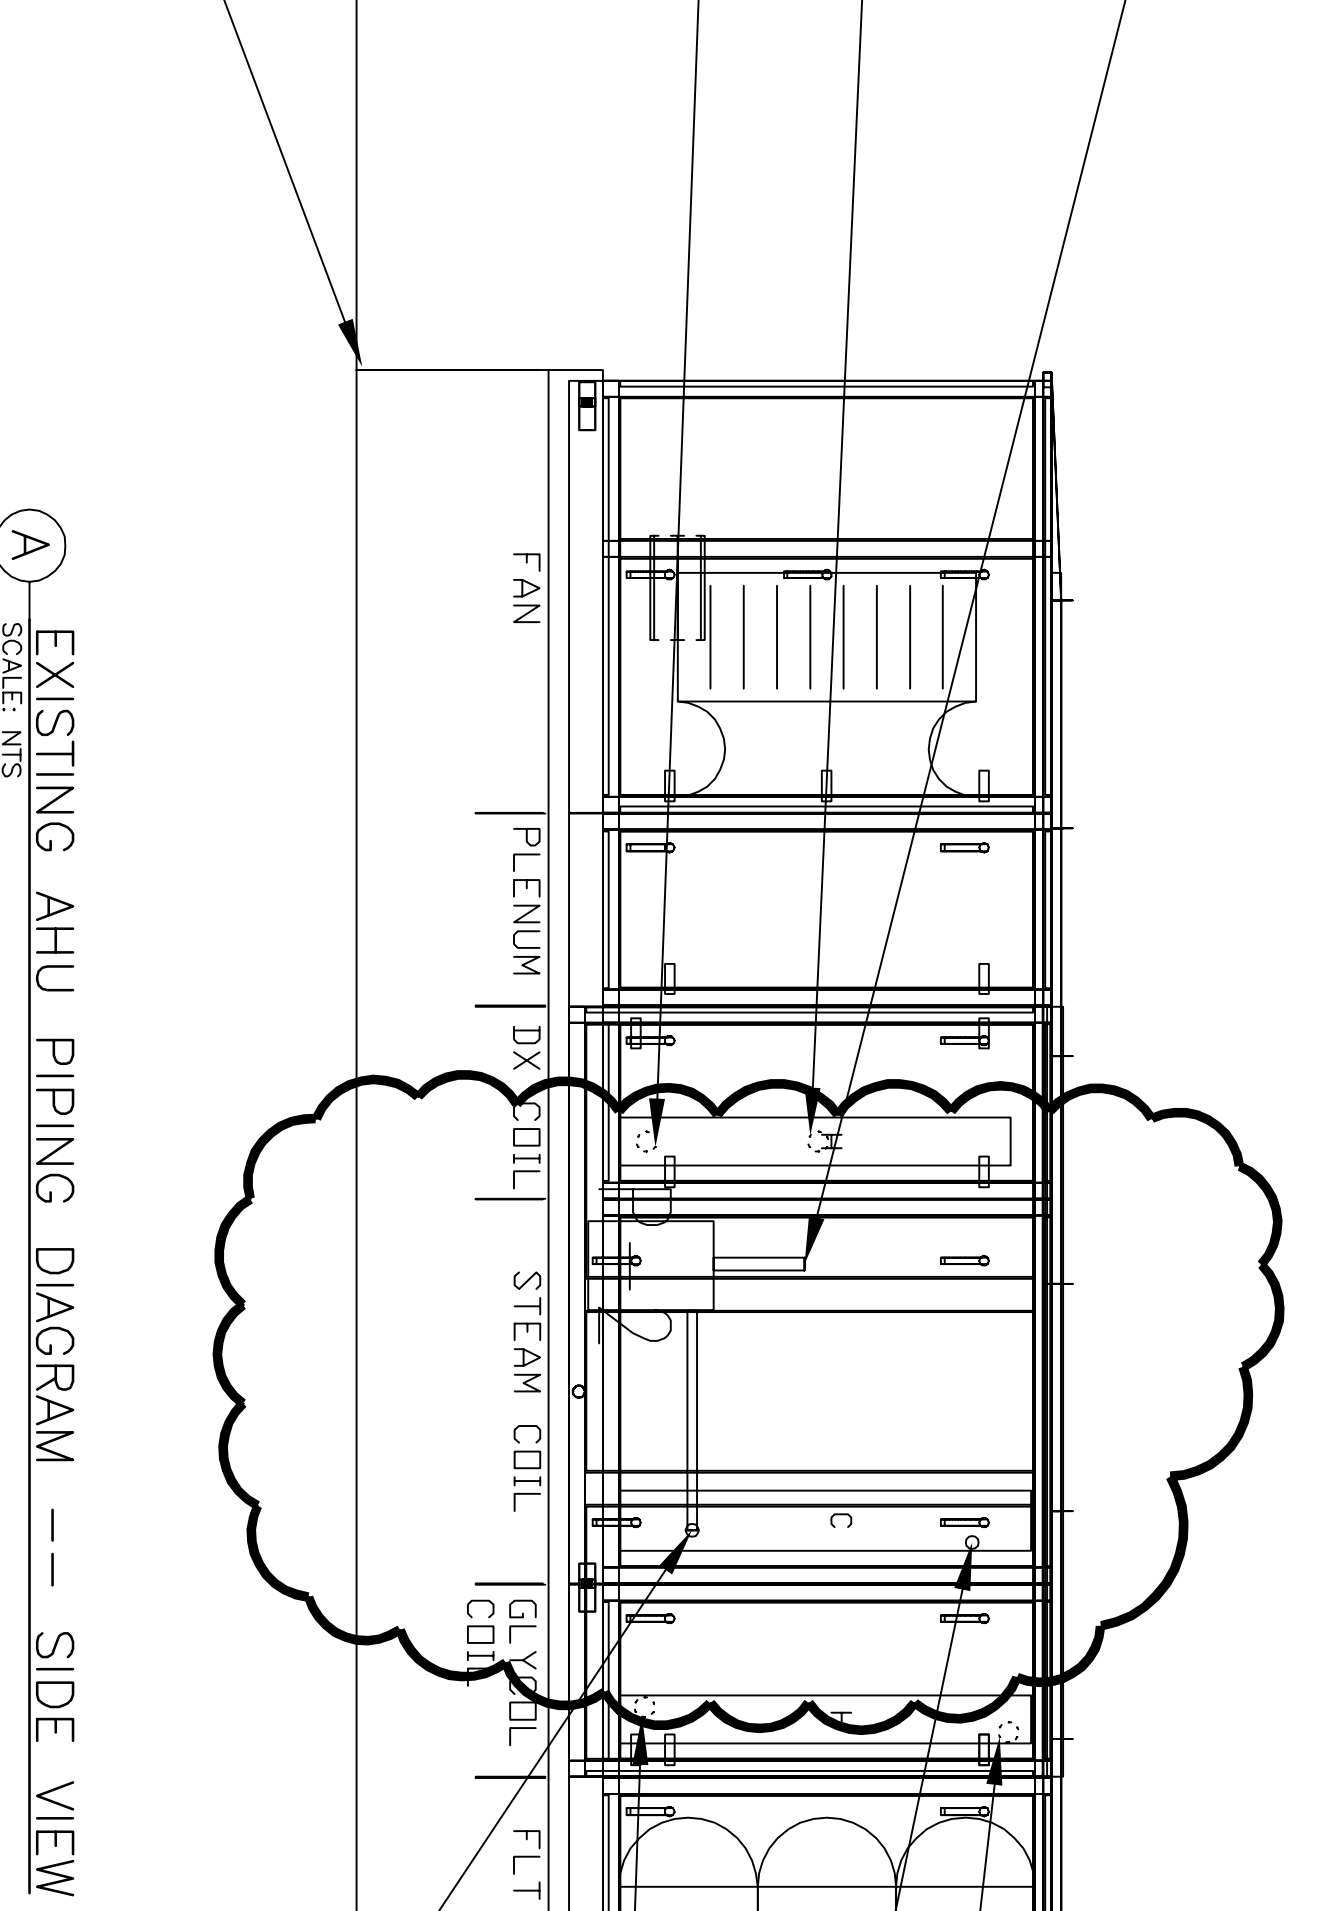 FAN
PLENUM
DX COIL
STEAM COIL
GLYCOL
COIL
FLT
H
C
H
A
EXISTING AHU PIPING DIAGRAM -- SIDE VIEW
SCALE: NTS